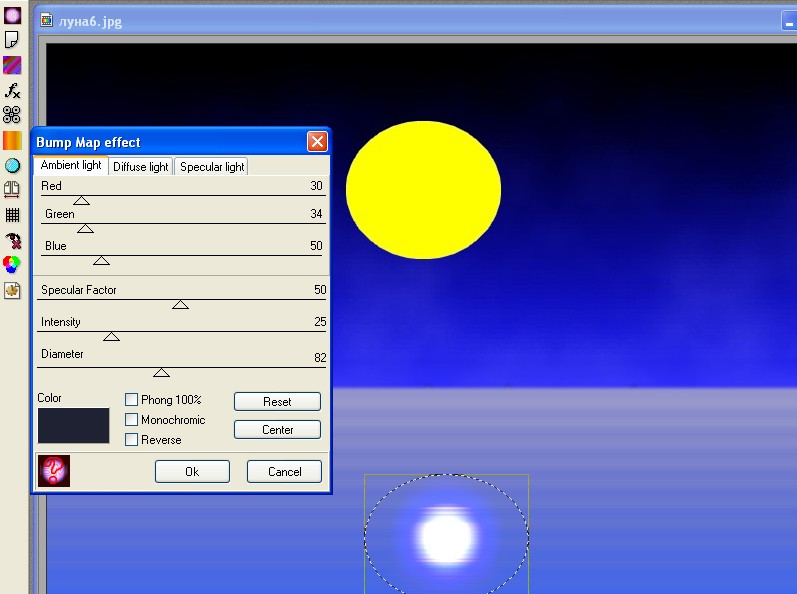 луна6.jpg
Bump Map effect
Ambient light Diffuse light Specular light
Red 30
Green 34
Blue 50
Specular Factor 50
Intensity 25
Diameter 82
Color
Phong 100%
Monochromic
Reverse
Reset
Center
Ok Cancel